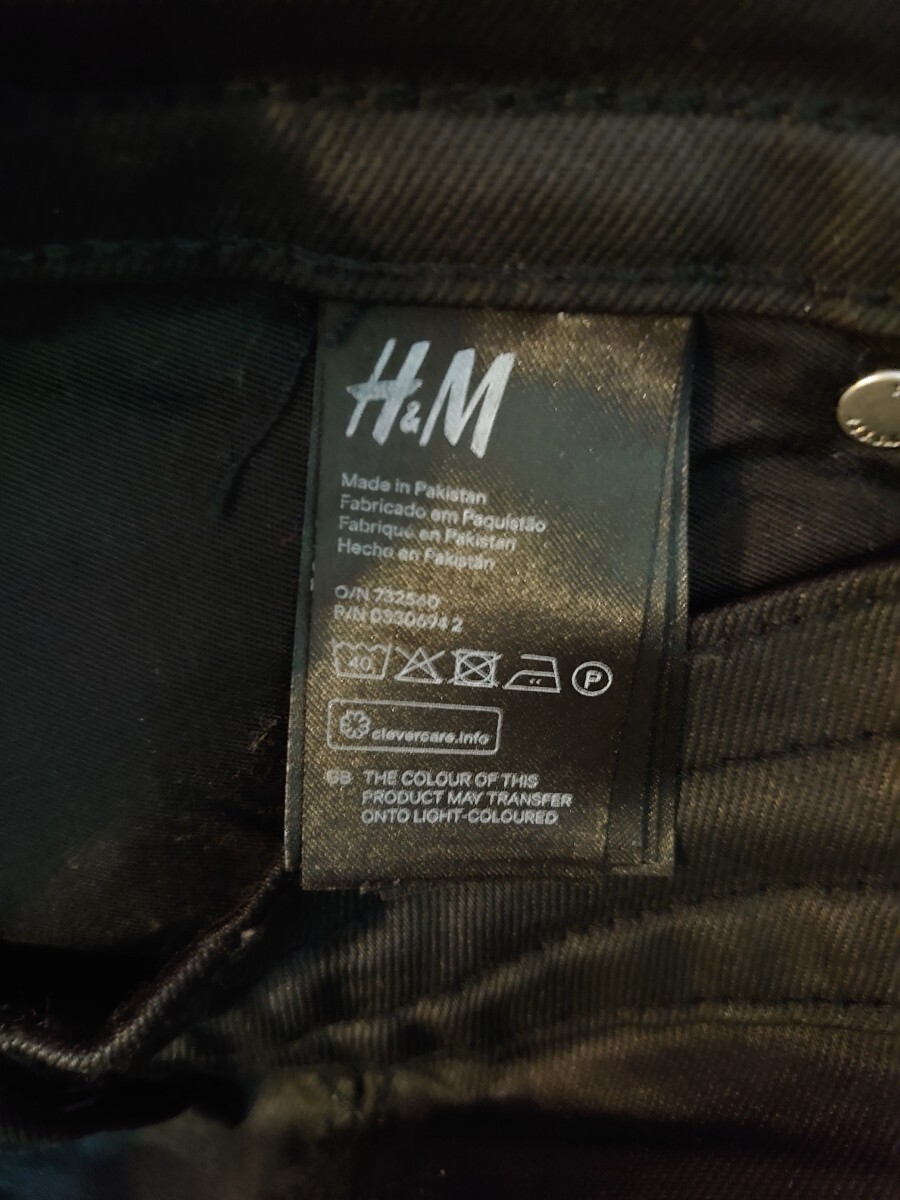 H&M
Made in Pakistan
Fabricado em Paquistão
Fabriqué en Pakistan
Hecho en Pakistán
O/N 732560
P/N 0330694 2
40
P
clevercare.info
GB THE COLOUR OF THIS
PRODUCT MAY TRANSFER
ONTO LIGHT-COLOURED